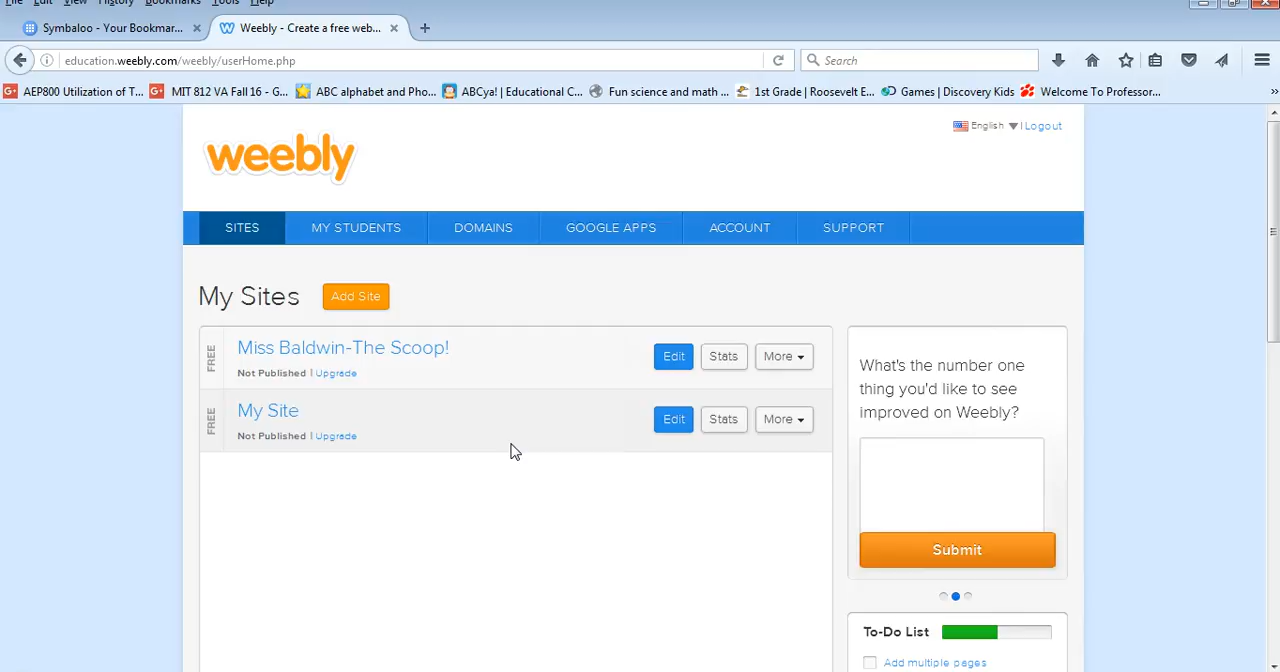 File Edit View History Bookmarks Tools Help
Symbaloo - Your Bookmar... × Weebly - Create a free web... × +
education.weebly.com/weebly/userHome.php Search
AEP800 Utilization of T... MIT 812 VA Fall 16 - G... ABC alphabet and Pho... ABCya! | Educational C... Fun science and math ... 1st Grade | Roosevelt E... Games | Discovery Kids Welcome To Professor... »
weebly
English ▼ | Logout
SITES MY STUDENTS DOMAINS GOOGLE APPS ACCOUNT SUPPORT
My Sites Add Site
FREE
Miss Baldwin-The Scoop!
Not Published | Upgrade
Edit Stats More
FREE
My Site
Not Published | Upgrade
Edit Stats More
What's the number one
thing you'd like to see
improved on Weebly?
Submit
To-Do List
Add multiple pages